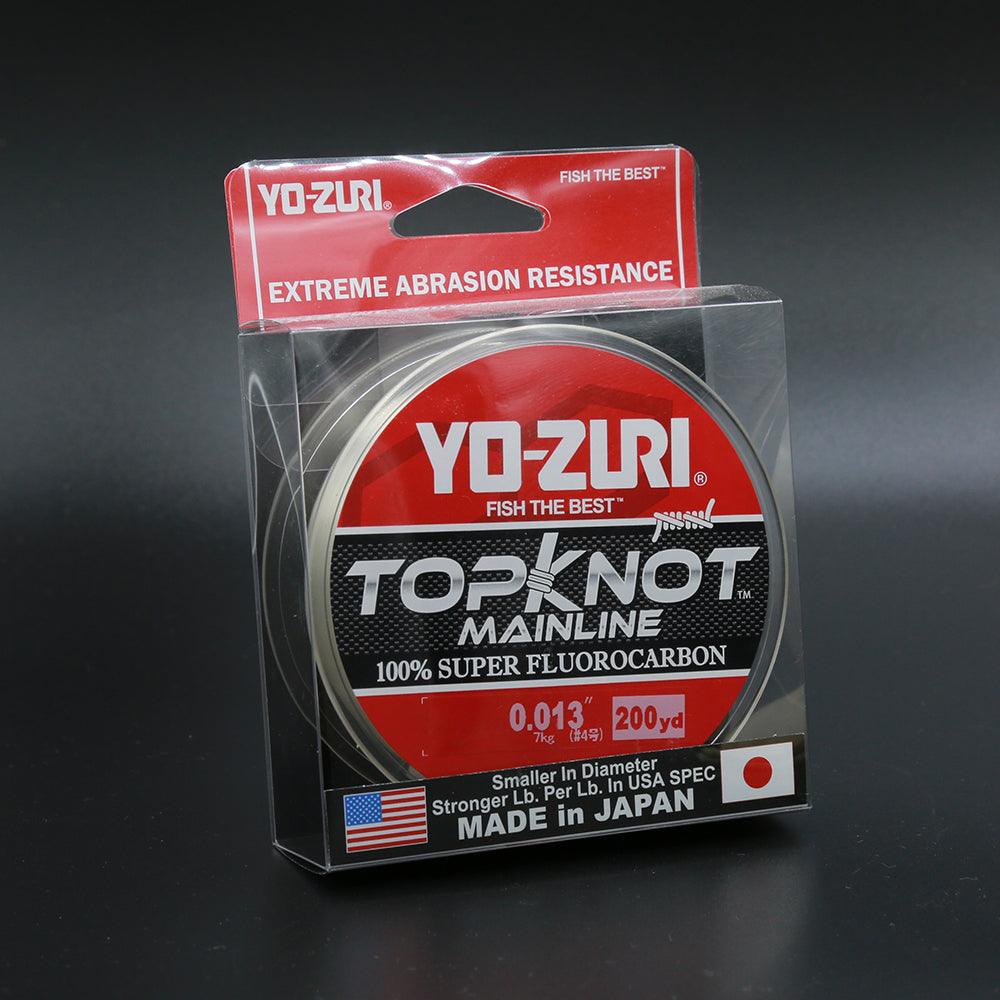 YO-ZURI®
FISH THE BEST™
EXTREME ABRASION RESISTANCE
YO-ZURI®
FISH THE BEST™
TOPKNOT™
MAINLINE
100% SUPER FLUOROCARBON
0.013″ 200yd
7kg (#4号)
Smaller In Diameter
Stronger Lb. Per Lb. In USA SPEC
MADE in JAPAN